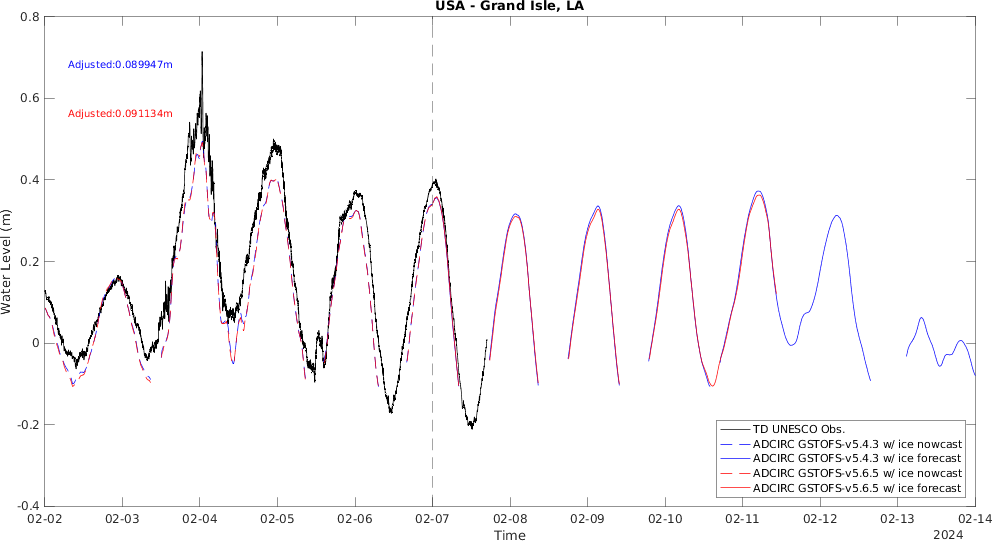 USA - Grand Isle, LA
0.8
0.6
0.4
0.2
0
-0.2
-0.4
Water Level (m)
Adjusted:0.089947m
Adjusted:0.091134m
TD UNESCO Obs.
ADCIRC GSTOFS-v5.4.3 w/ ice nowcast
ADCIRC GSTOFS-v5.4.3 w/ ice forecast
ADCIRC GSTOFS-v5.6.5 w/ ice nowcast
ADCIRC GSTOFS-v5.6.5 w/ ice forecast
02-02 02-03 02-04 02-05 02-06 02-07 02-08 02-09 02-10 02-11 02-12 02-13 02-14
Time
2024